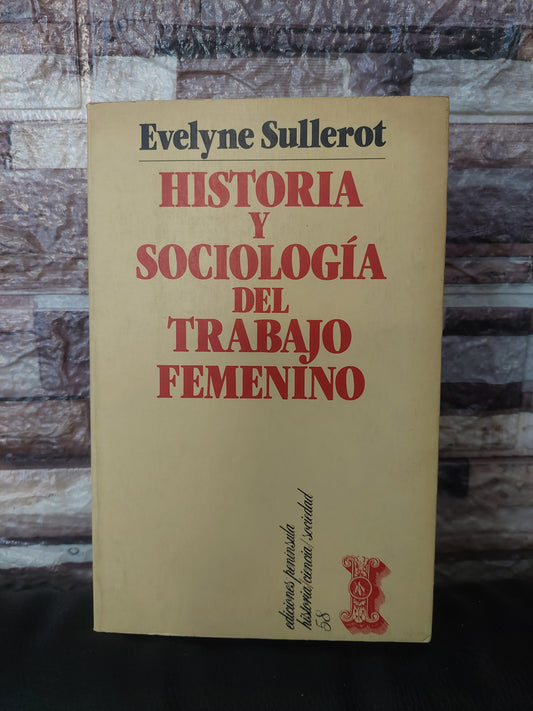 Evelyne Sullerot
HISTORIA
Y
SOCIOLOGÍA
DEL
TRABAJO
FEMENINO
ediciones península
historia/ciencia/sociedad
58